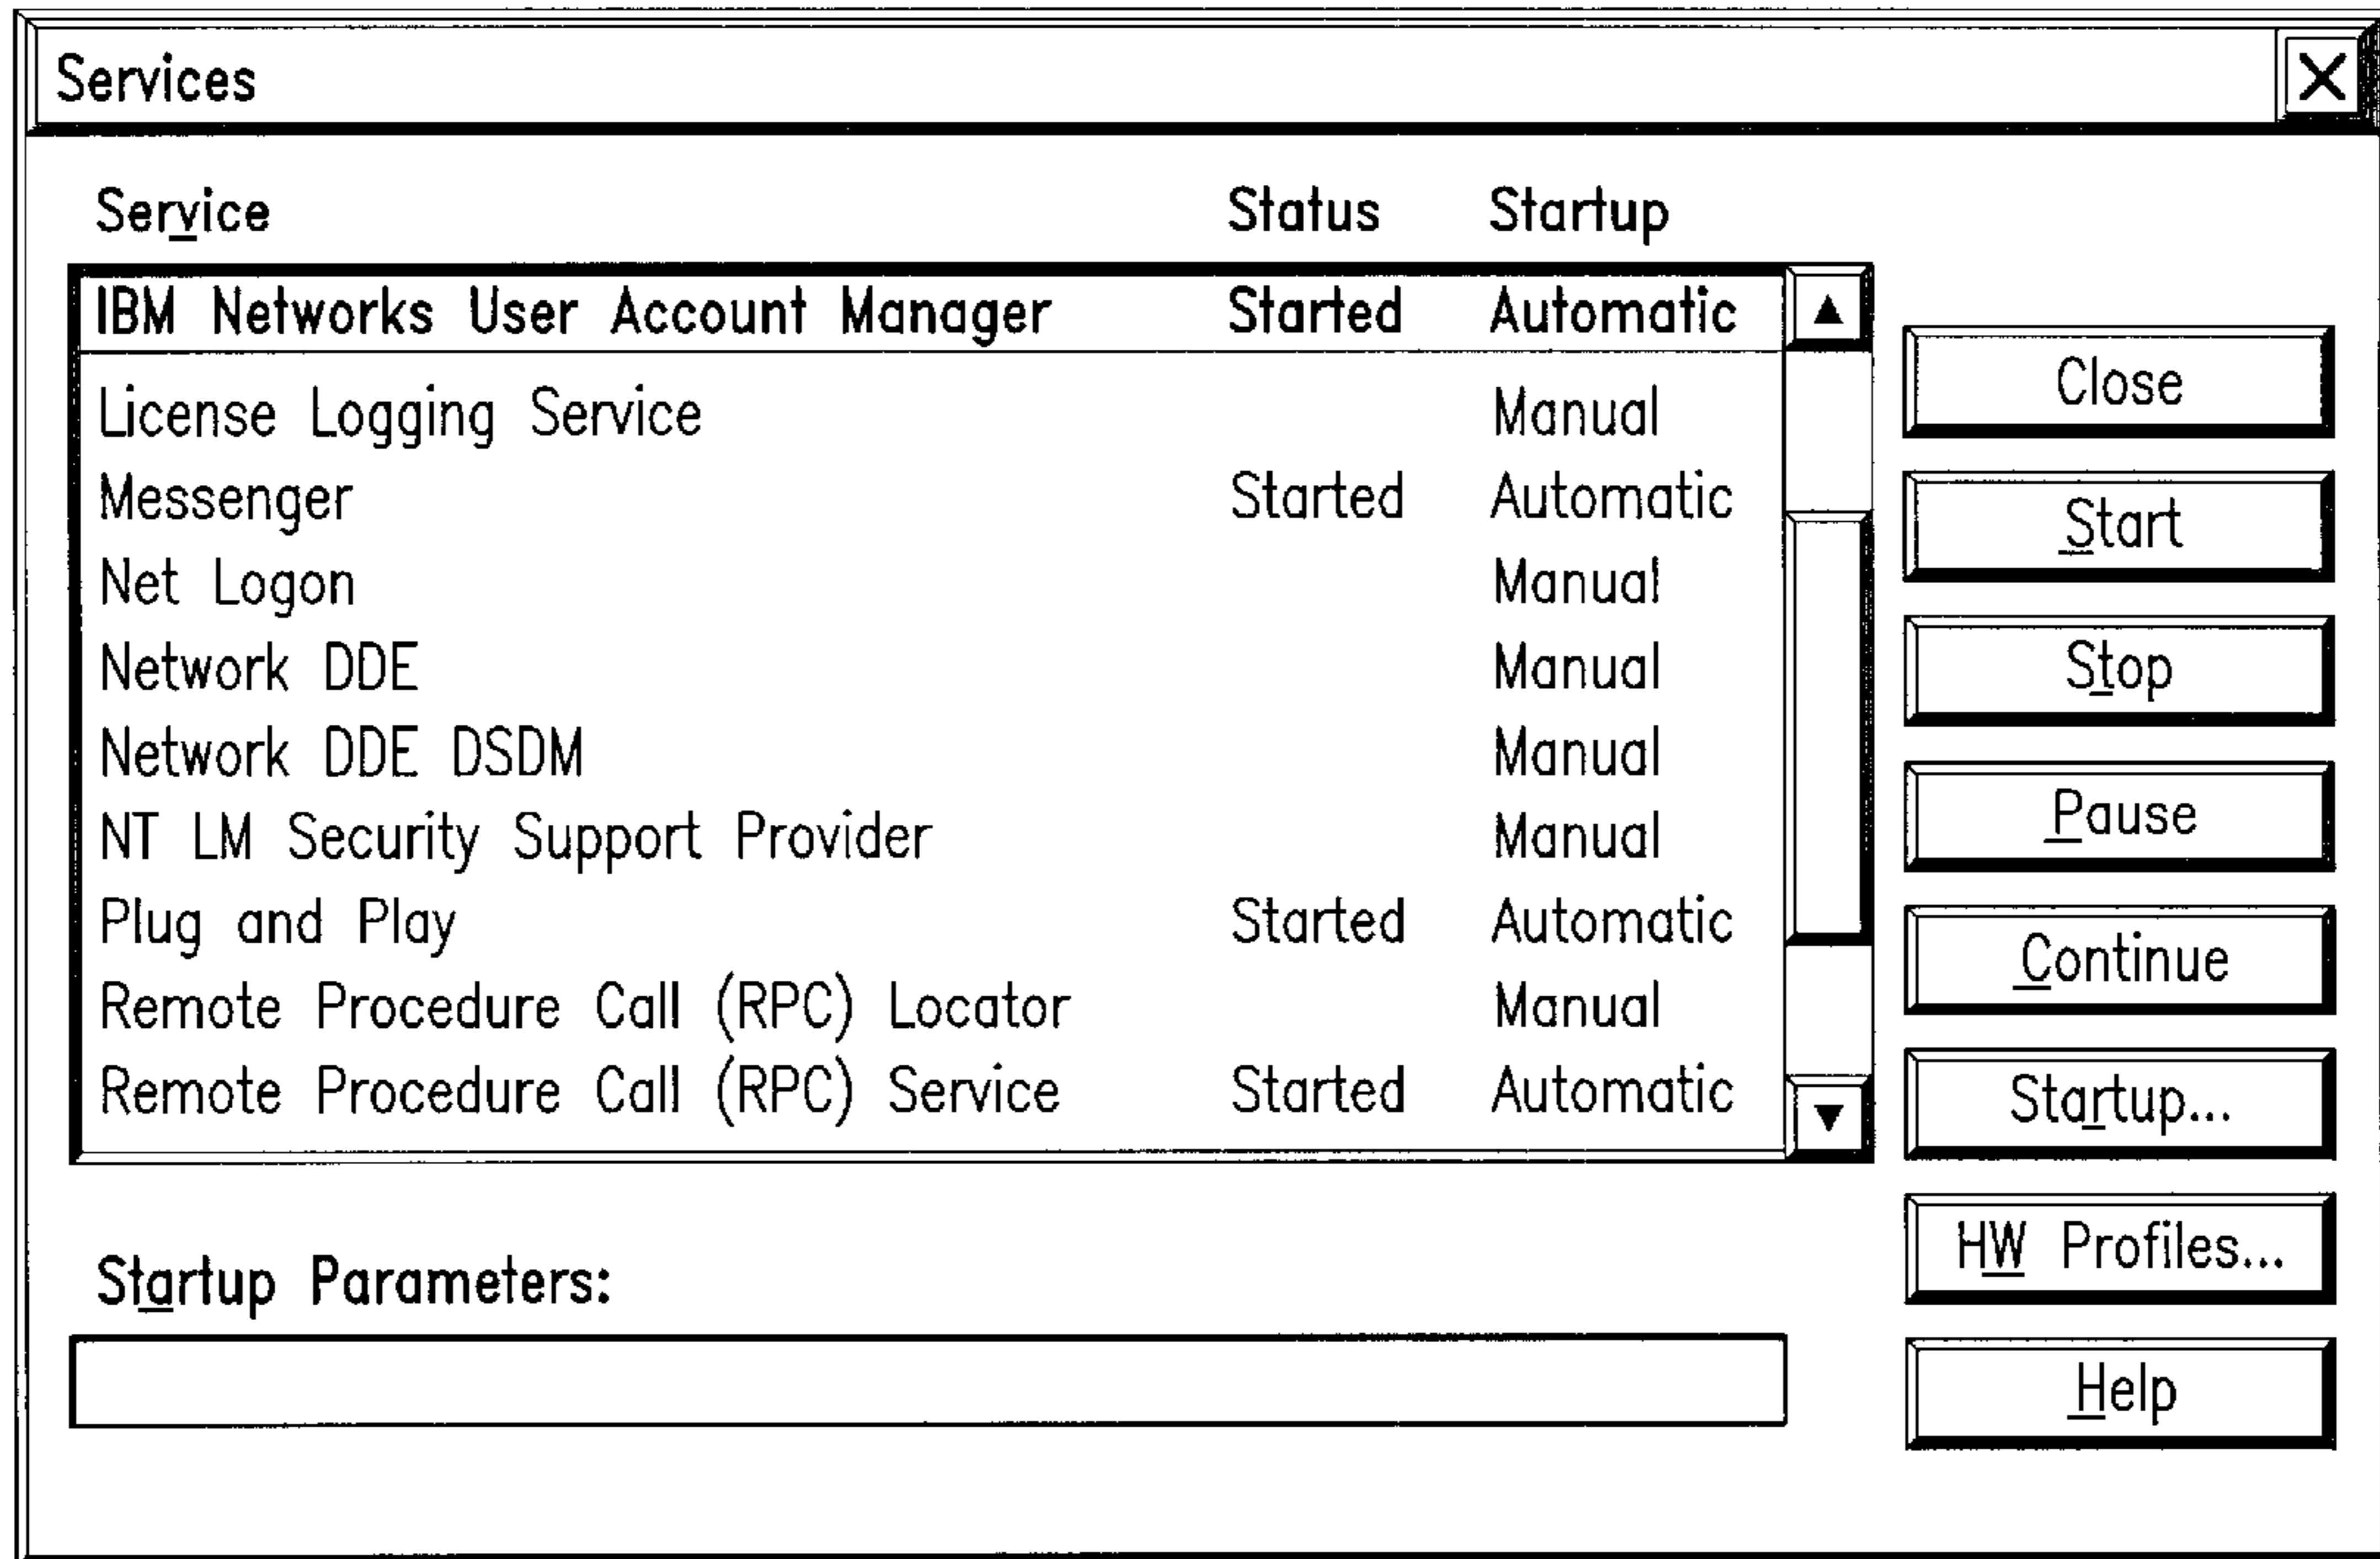 Services
Service Status Startup
IBM Networks User Account Manager Started Automatic
License Logging Service Manual
Messenger Started Automatic
Net Logon Manual
Network DDE Manual
Network DDE DSDM Manual
NT LM Security Support Provider Manual
Plug and Play Started Automatic
Remote Procedure Call (RPC) Locator Manual
Remote Procedure Call (RPC) Service Started Automatic
Startup Parameters:
Close
Start
Stop
Pause
Continue
Startup...
HW Profiles...
Help